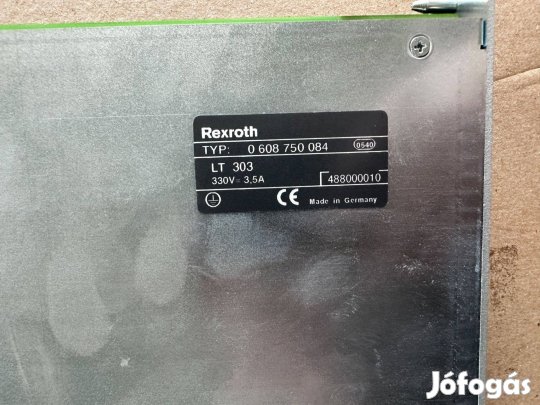 Rexroth
TYP: 0 608 750 084 0540
LT 303
330V= 3,5A 488000010
CE Made in Germany
Jófogás